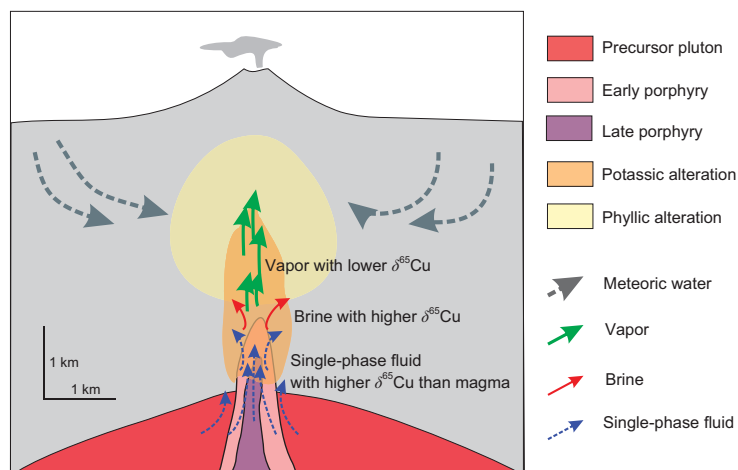 Precursor pluton
Early porphyry
Late porphyry
Potassic alteration
Phyllic alteration
Vapor with lower δ⁶⁵Cu
Meteoric water
Brine with higher δ⁶⁵Cu
Vapor
1 km
Single-phase fluid
with higher δ⁶⁵Cu than magma
Brine
1 km
Single-phase fluid